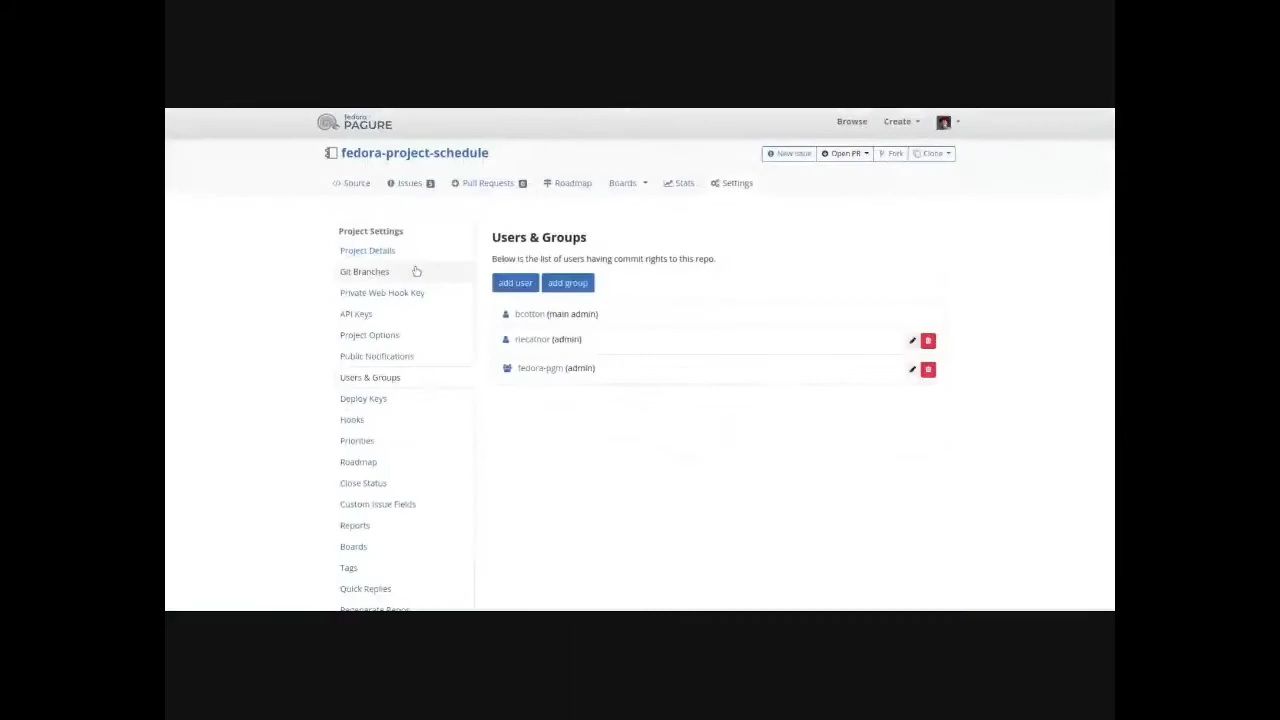 fedora
PAGURE
Browse
Create
fedora-project-schedule
New Issue
Open PR
Fork
Clone
Source
Issues 5
Pull Requests 0
Roadmap
Boards
Stats
Settings
Project Settings
Project Details
Git Branches
Private Web Hook Key
API Keys
Project Options
Public Notifications
Users & Groups
Deploy Keys
Hooks
Priorities
Roadmap
Close Status
Custom Issue Fields
Reports
Boards
Tags
Quick Replies
Regenerate Repos
Users & Groups
Below is the list of users having commit rights to this repo.
add user
add group
bcotton (main admin)
riecatnor (admin)
fedora-pgm (admin)